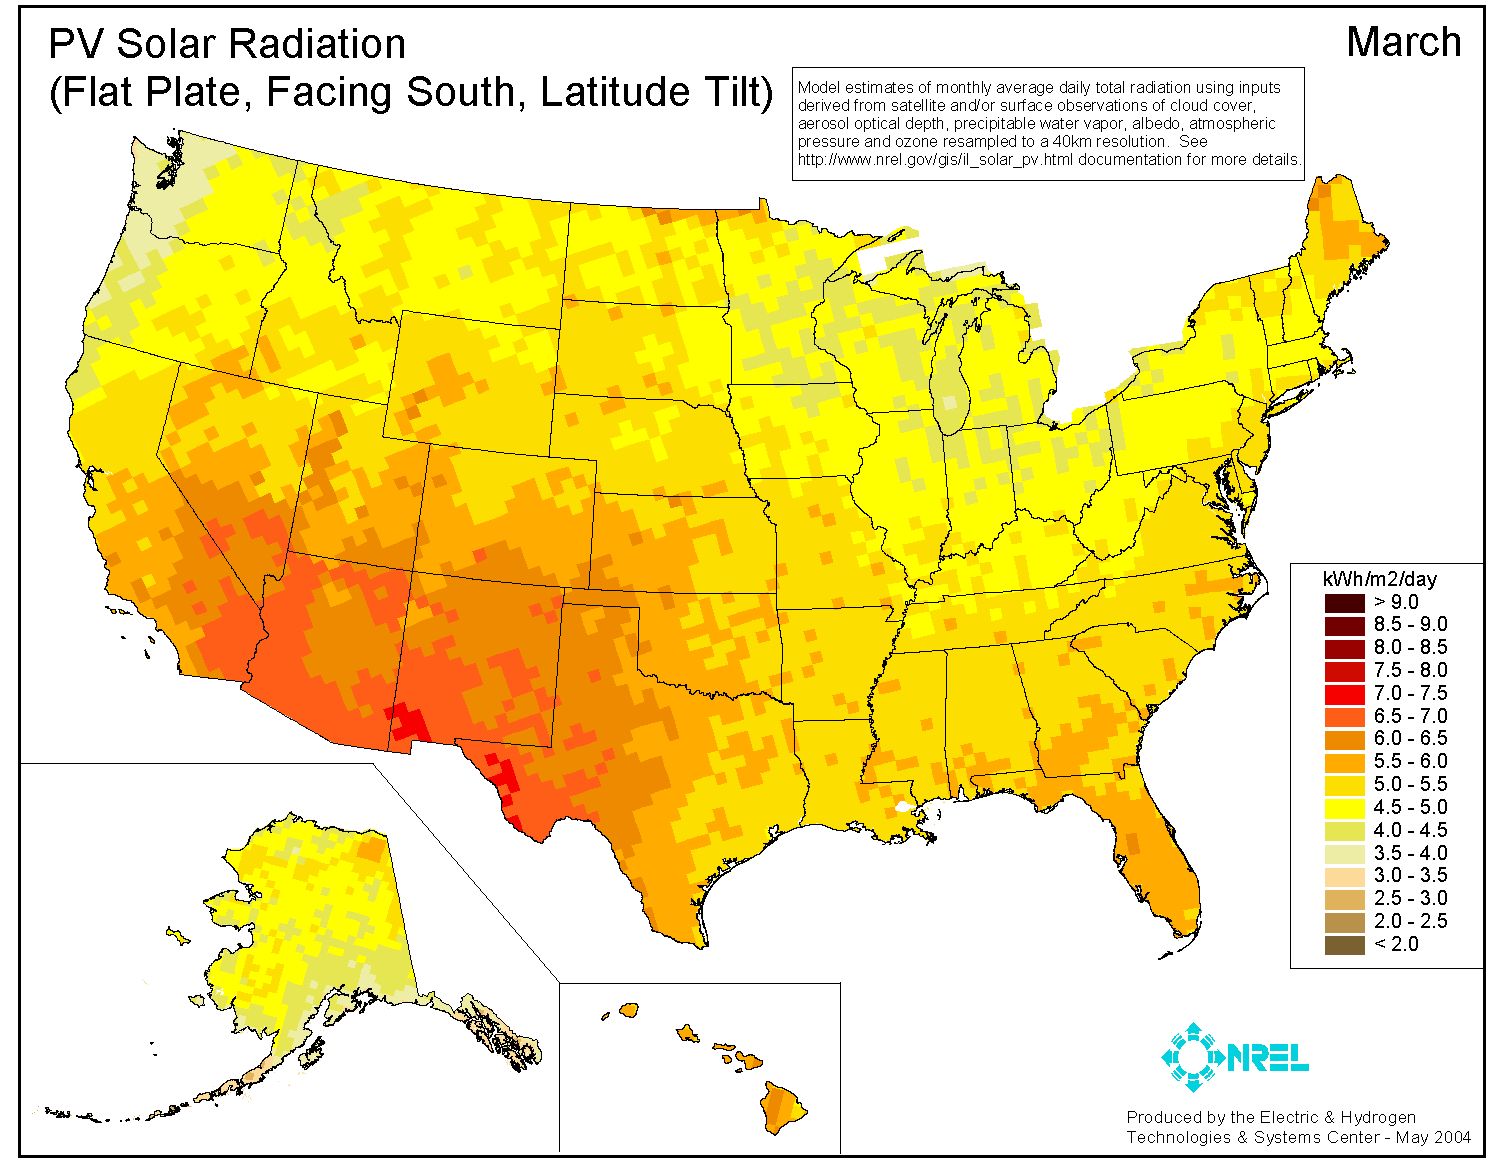 PV Solar Radiation
(Flat Plate, Facing South, Latitude Tilt)
March
Model estimates of monthly average daily total radiation using inputs
derived from satellite and/or surface observations of cloud cover,
aerosol optical depth, precipitable water vapor, albedo, atmospheric
pressure and ozone resampled to a 40km resolution.  See
http://www.nrel.gov/gis/il_solar_pv.html documentation for more details.
kWh/m2/day
> 9.0
8.5 - 9.0
8.0 - 8.5
7.5 - 8.0
7.0 - 7.5
6.5 - 7.0
6.0 - 6.5
5.5 - 6.0
5.0 - 5.5
4.5 - 5.0
4.0 - 4.5
3.5 - 4.0
3.0 - 3.5
2.5 - 3.0
2.0 - 2.5
< 2.0
NREL
Produced by the Electric & Hydrogen
Technologies & Systems Center - May 2004